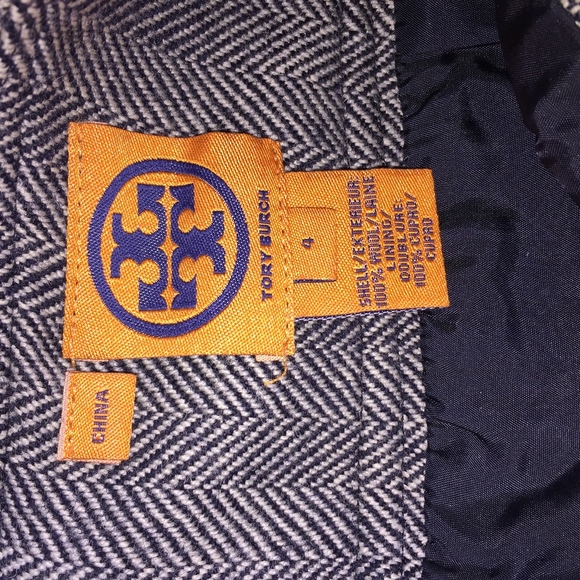 TORY BURCH
4
SHELL/EXTERIEUR
100% WOOL/LAINE
LINING/
DOUBLURE:
100% CUPRO/
CUPRO
CHINA